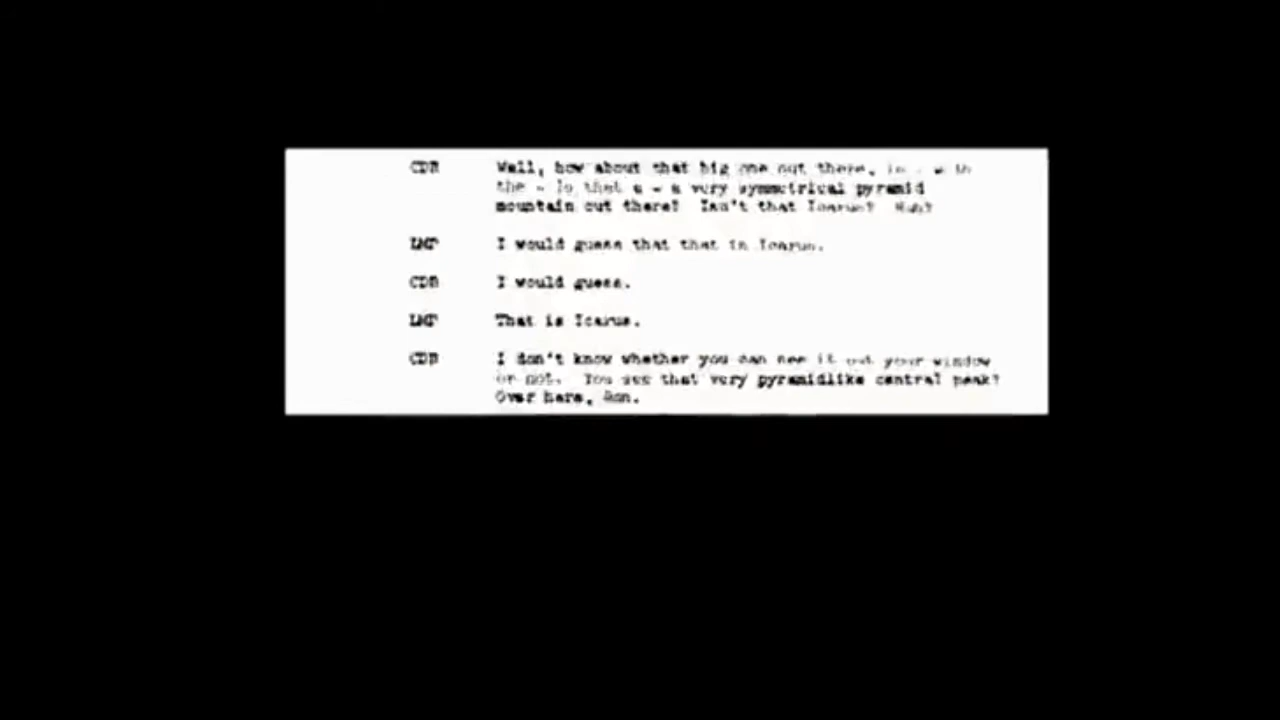 CDR Well, how about that big one out there, in - with
the - Is that a - a very symmetrical pyramid
mountain out there? Isn't that Icarus? Huh?
LMP I would guess that that is Icarus.
CDR I would guess.
LMP That is Icarus.
CDR I don't know whether you can see it out your window
or not. You see that very pyramidlike central peak?
Over here, Ron.